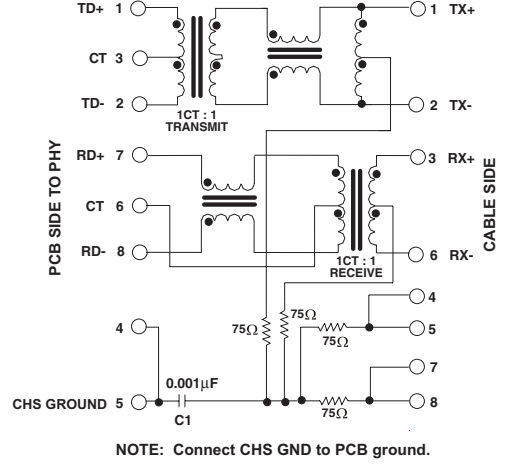 TD+ 1
1 TX+
CT 3
TD- 2
2 TX-
1CT : 1
TRANSMIT
RD+ 7
3 RX+
PCB SIDE TO PHY
CABLE SIDE
CT 6
RD- 8
6 RX-
1CT : 1
RECEIVE
4
4
75Ω
75Ω
5
75Ω
7
0.001µF
CHS GROUND 5
8
C1
75Ω
NOTE: Connect CHS GND to PCB ground.